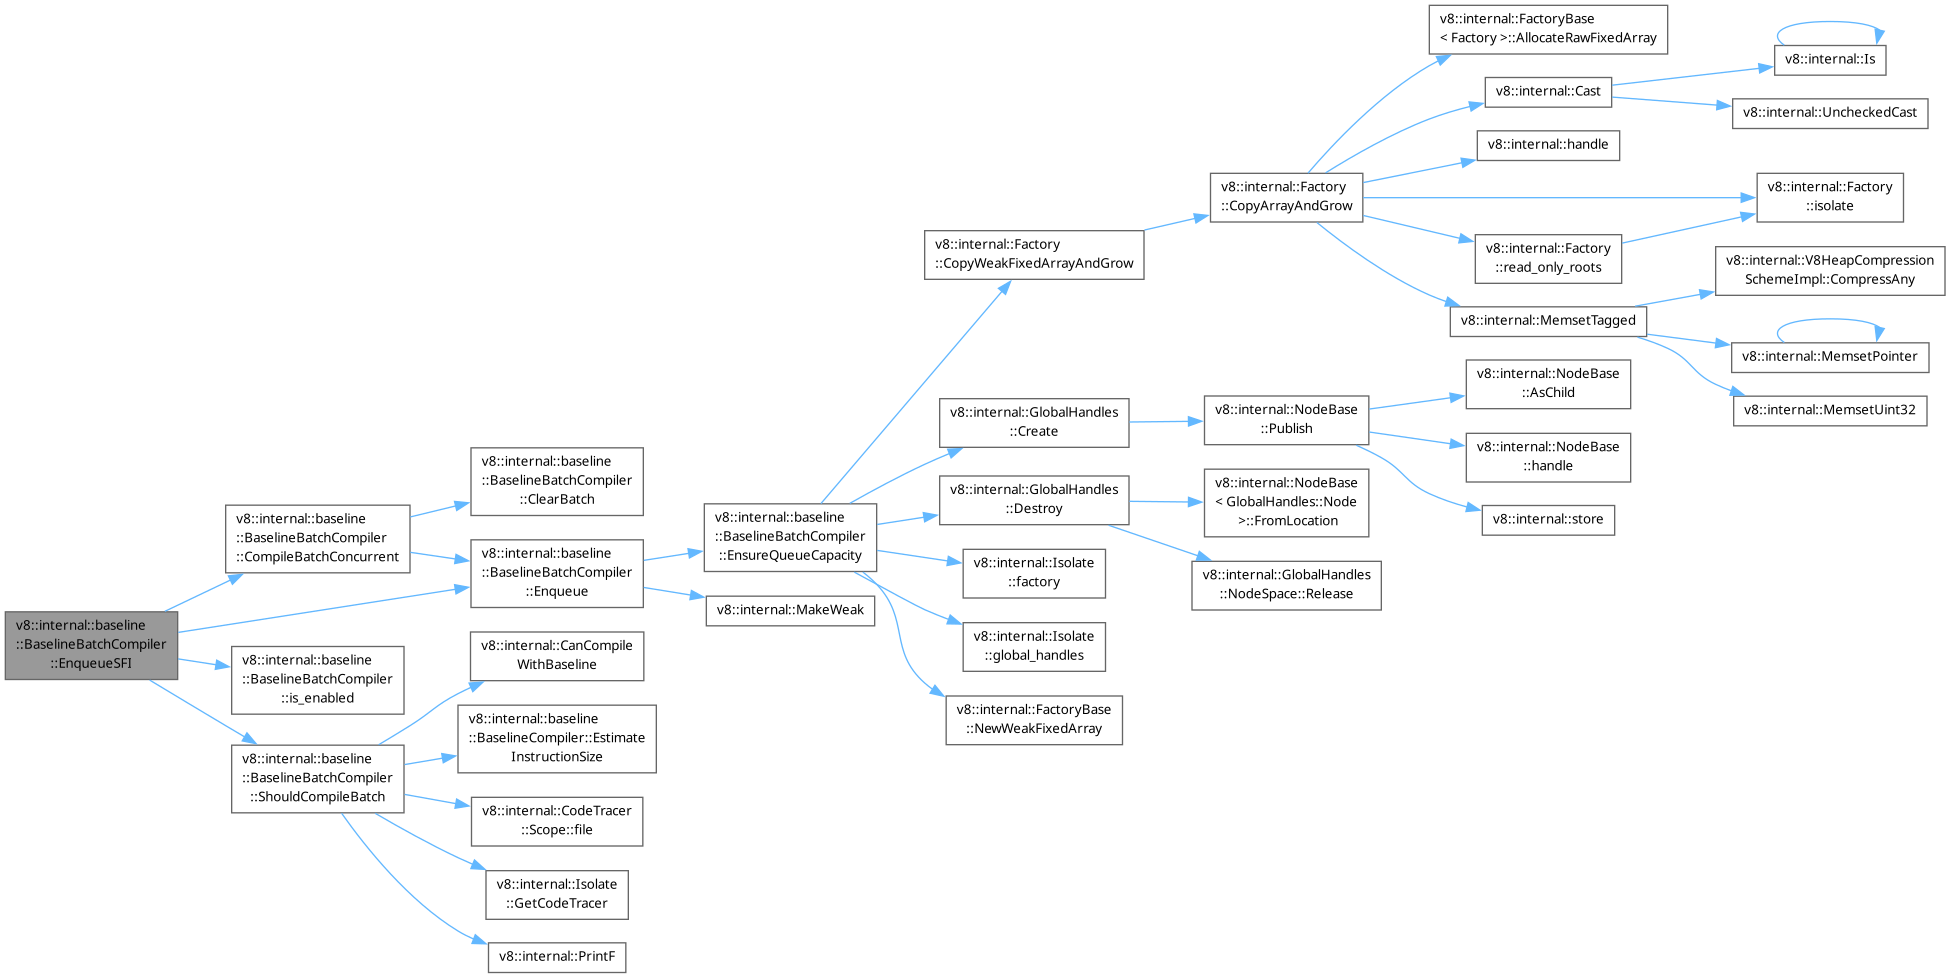 v8::internal::baseline
::BaselineBatchCompiler
::EnqueueSFI
v8::internal::baseline
::BaselineBatchCompiler
::CompileBatchConcurrent
v8::internal::baseline
::BaselineBatchCompiler
::is_enabled
v8::internal::baseline
::BaselineBatchCompiler
::ShouldCompileBatch
v8::internal::baseline
::BaselineBatchCompiler
::ClearBatch
v8::internal::baseline
::BaselineBatchCompiler
::Enqueue
v8::internal::CanCompile
WithBaseline
v8::internal::baseline
::BaselineCompiler::Estimate
InstructionSize
v8::internal::CodeTracer
::Scope::file
v8::internal::Isolate
::GetCodeTracer
v8::internal::PrintF
v8::internal::baseline
::BaselineBatchCompiler
::EnsureQueueCapacity
v8::internal::MakeWeak
v8::internal::Factory
::CopyWeakFixedArrayAndGrow
v8::internal::GlobalHandles
::Create
v8::internal::GlobalHandles
::Destroy
v8::internal::Isolate
::factory
v8::internal::Isolate
::global_handles
v8::internal::FactoryBase
::NewWeakFixedArray
v8::internal::Factory
::CopyArrayAndGrow
v8::internal::NodeBase
::Publish
v8::internal::NodeBase
< GlobalHandles::Node
>::FromLocation
v8::internal::GlobalHandles
::NodeSpace::Release
v8::internal::FactoryBase
< Factory >::AllocateRawFixedArray
v8::internal::Cast
v8::internal::handle
v8::internal::Factory
::read_only_roots
v8::internal::MemsetTagged
v8::internal::NodeBase
::AsChild
v8::internal::NodeBase
::handle
v8::internal::store
v8::internal::Is
v8::internal::UncheckedCast
v8::internal::Factory
::isolate
v8::internal::V8HeapCompression
SchemeImpl::CompressAny
v8::internal::MemsetPointer
v8::internal::MemsetUint32